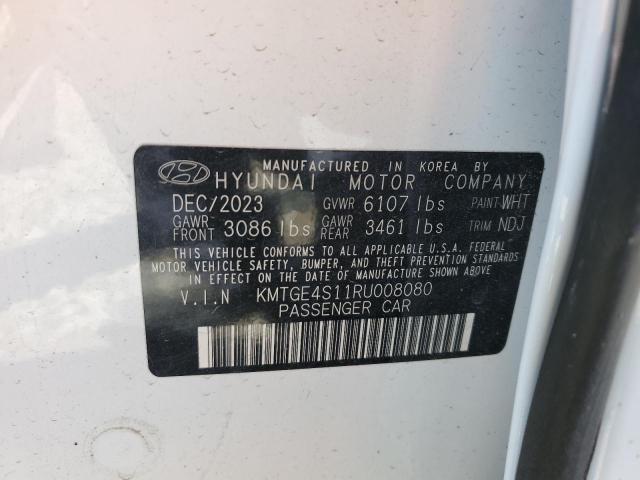 MANUFACTURED IN KOREA BY
HYUNDAI MOTOR COMPANY
DEC/2023 GVWR 6107 lbs PAINT WHT
GAWR FRONT 3086 lbs GAWR REAR 3461 lbs TRIM NDJ
THIS VEHICLE CONFORMS TO ALL APPLICABLE U.S.A. FEDERAL
MOTOR VEHICLE SAFETY, BUMPER, AND THEFT PREVENTION STANDARDS
IN EFFECT ON THE DATE OF MANUFACTURE SHOWN ABOVE
V.I.N KMTGE4S11RU008080
PASSENGER CAR